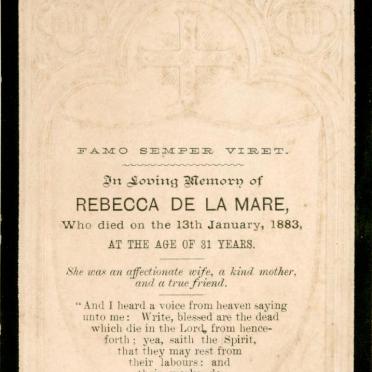 FAMO SEMPER VIRET.
In Loving Memory of
REBECCA DE LA MARE,
Who died on the 13th January, 1883,
AT THE AGE OF 31 YEARS.
She was an affectionate wife, a kind mother,
and a true friend.
"And I heard a voice from heaven saying
unto me: Write, blessed are the dead
which die in the Lord, from hence-
forth; yea, saith the Spirit,
that they may rest from
their labours: and